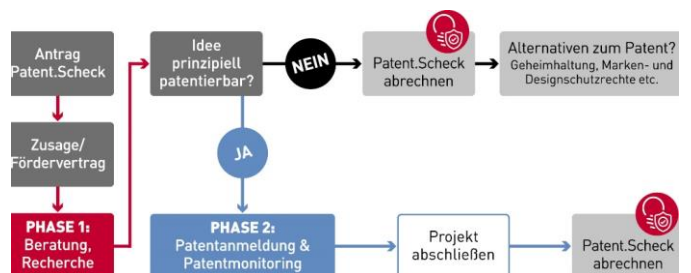 Antrag
Patent.Scheck
Zusage/
Fördervertrag
PHASE 1:
Beratung,
Recherche
Idee
prinzipiell
patentierbar?
NEIN
Patent.Scheck
abrechnen
Alternativen zum Patent?
Geheimhaltung, Marken- und
Designschutzrechte etc.
JA
PHASE 2:
Patentanmeldung &
Patentmonitoring
Projekt
abschließen
Patent.Scheck
abrechnen